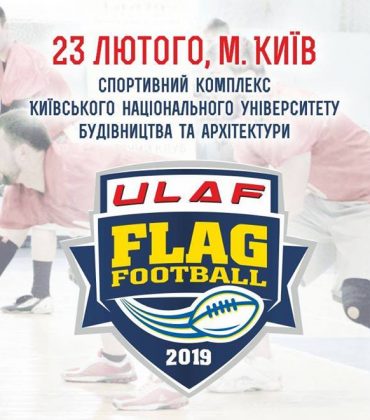 23 ЛЮТОГО, М. КИЇВ
СПОРТИВНИЙ КОМПЛЕКС
КИЇВСЬКОГО НАЦІОНАЛЬНОГО УНІВЕРСИТЕТУ
БУДІВНИЦТВА ТА АРХІТЕКТУРИ
ULAF
FLAG
FOOTBALL
2019